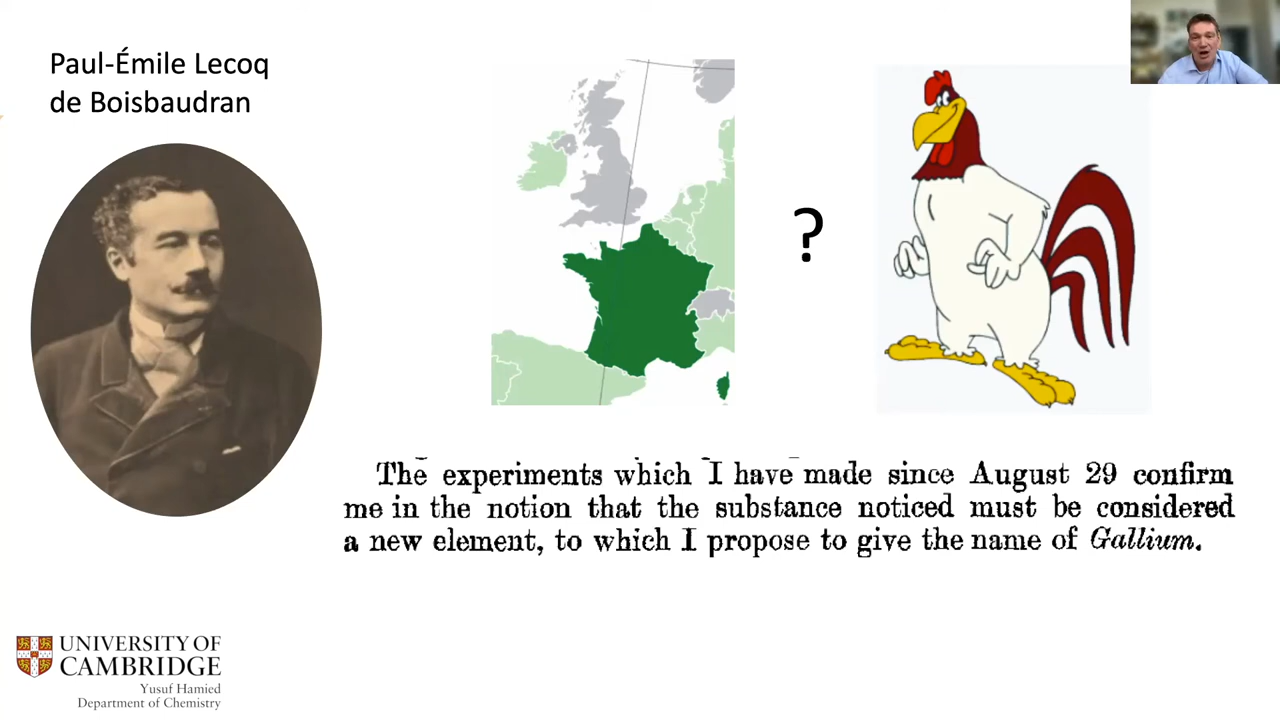 Paul-Émile Lecoq
de Boisbaudran
?
The experiments which I have made since August 29 confirm
me in the notion that the substance noticed must be considered
a new element, to which I propose to give the name of Gallium.
UNIVERSITY OF
CAMBRIDGE
Yusuf Hamied
Department of Chemistry